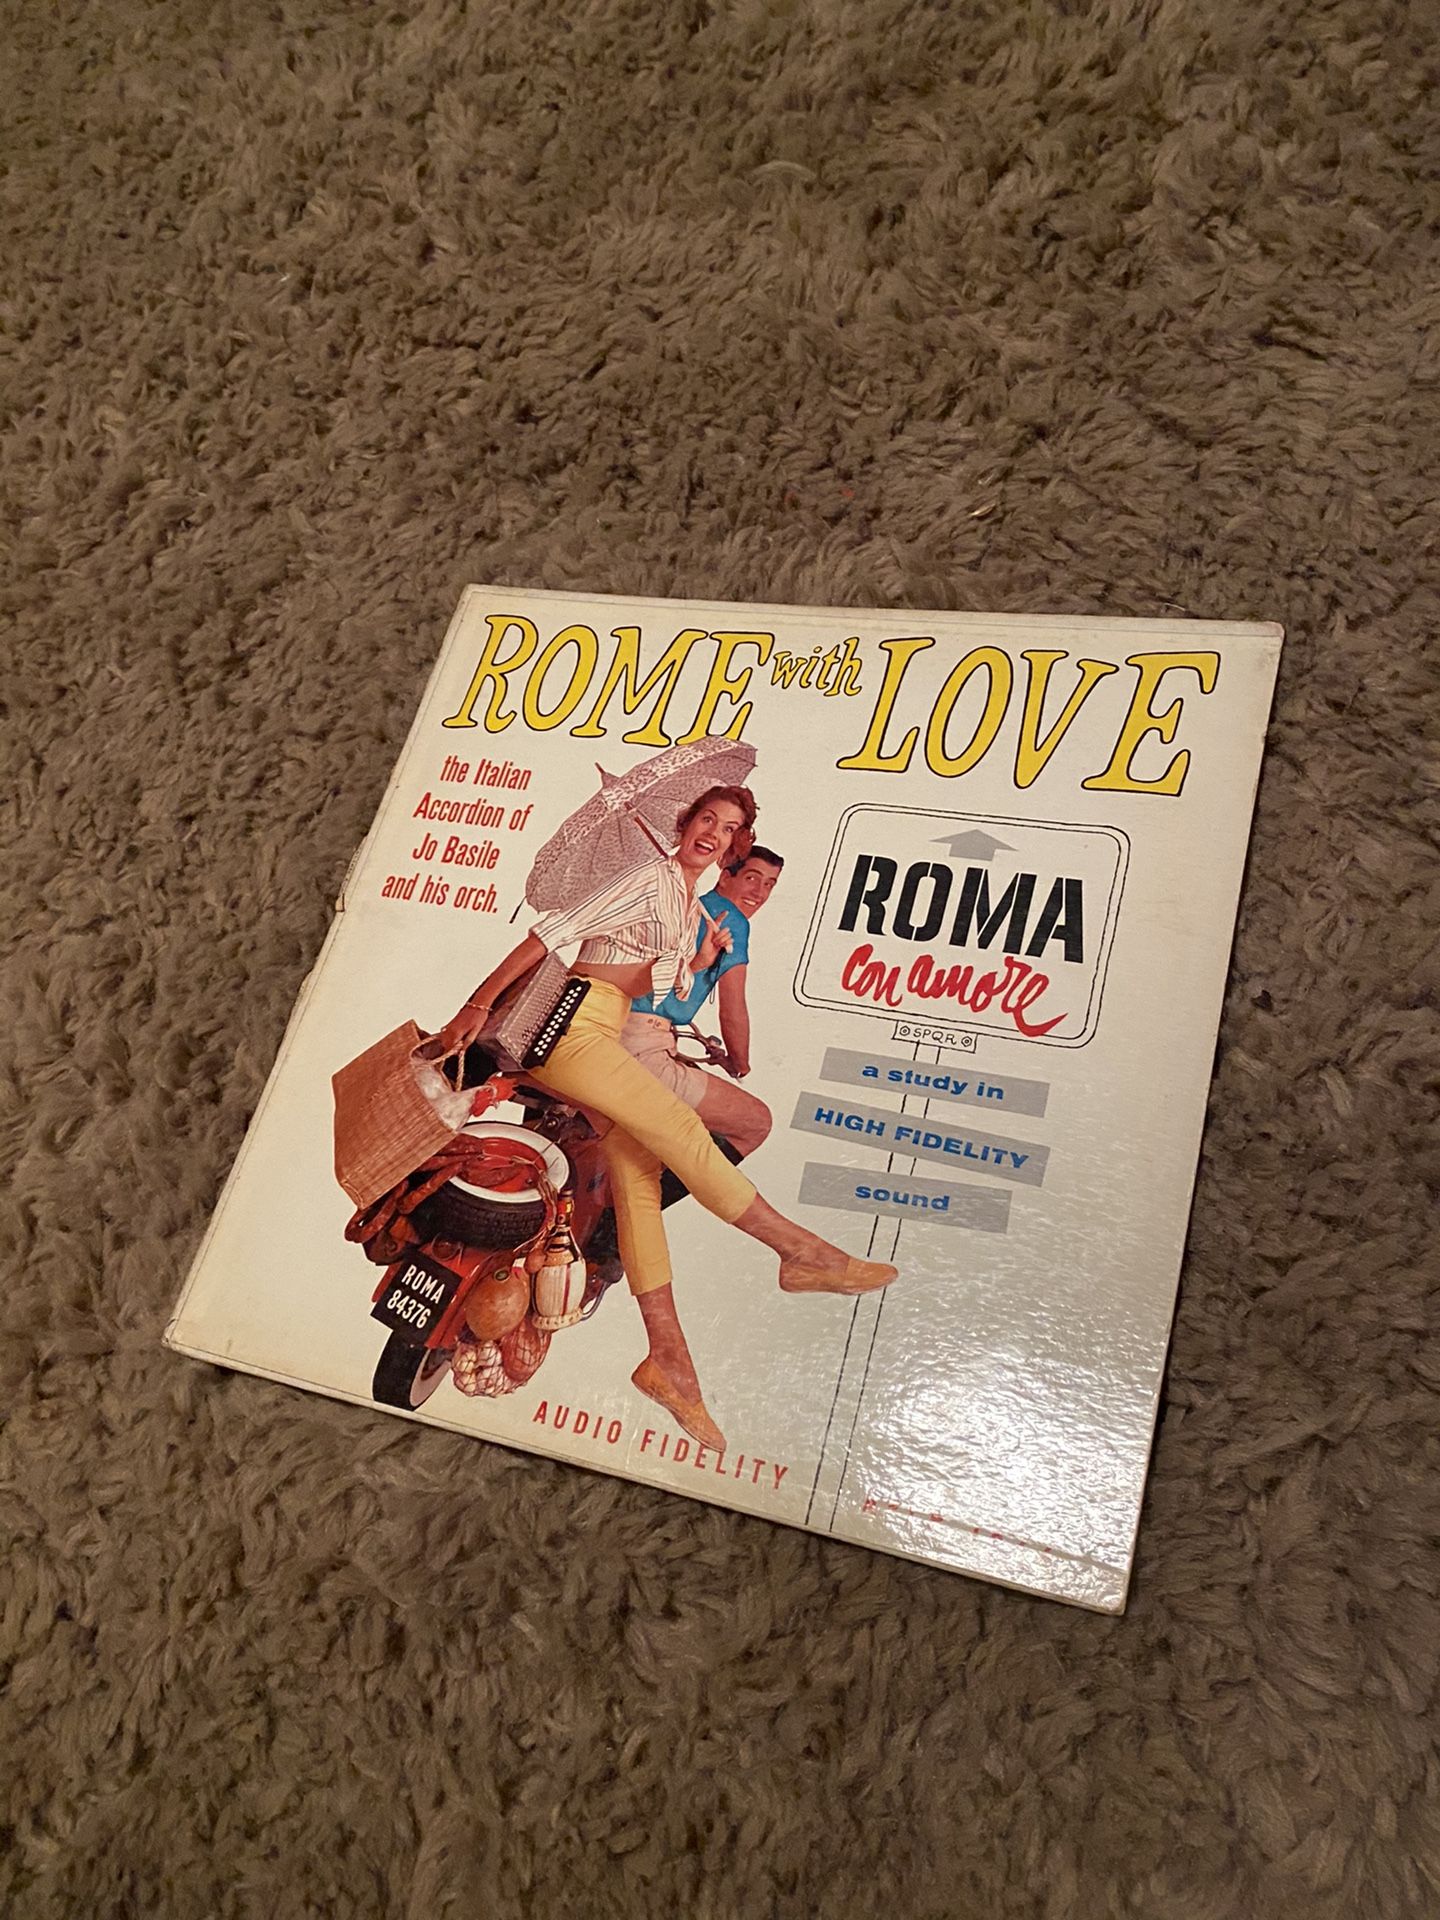 ROME with LOVE
the Italian
Accordion of
Jo Basile
and his orch.
ROMA
con amore
SPQR
a study in
HIGH FIDELITY
sound
ROMA
84376
AUDIO FIDELITY